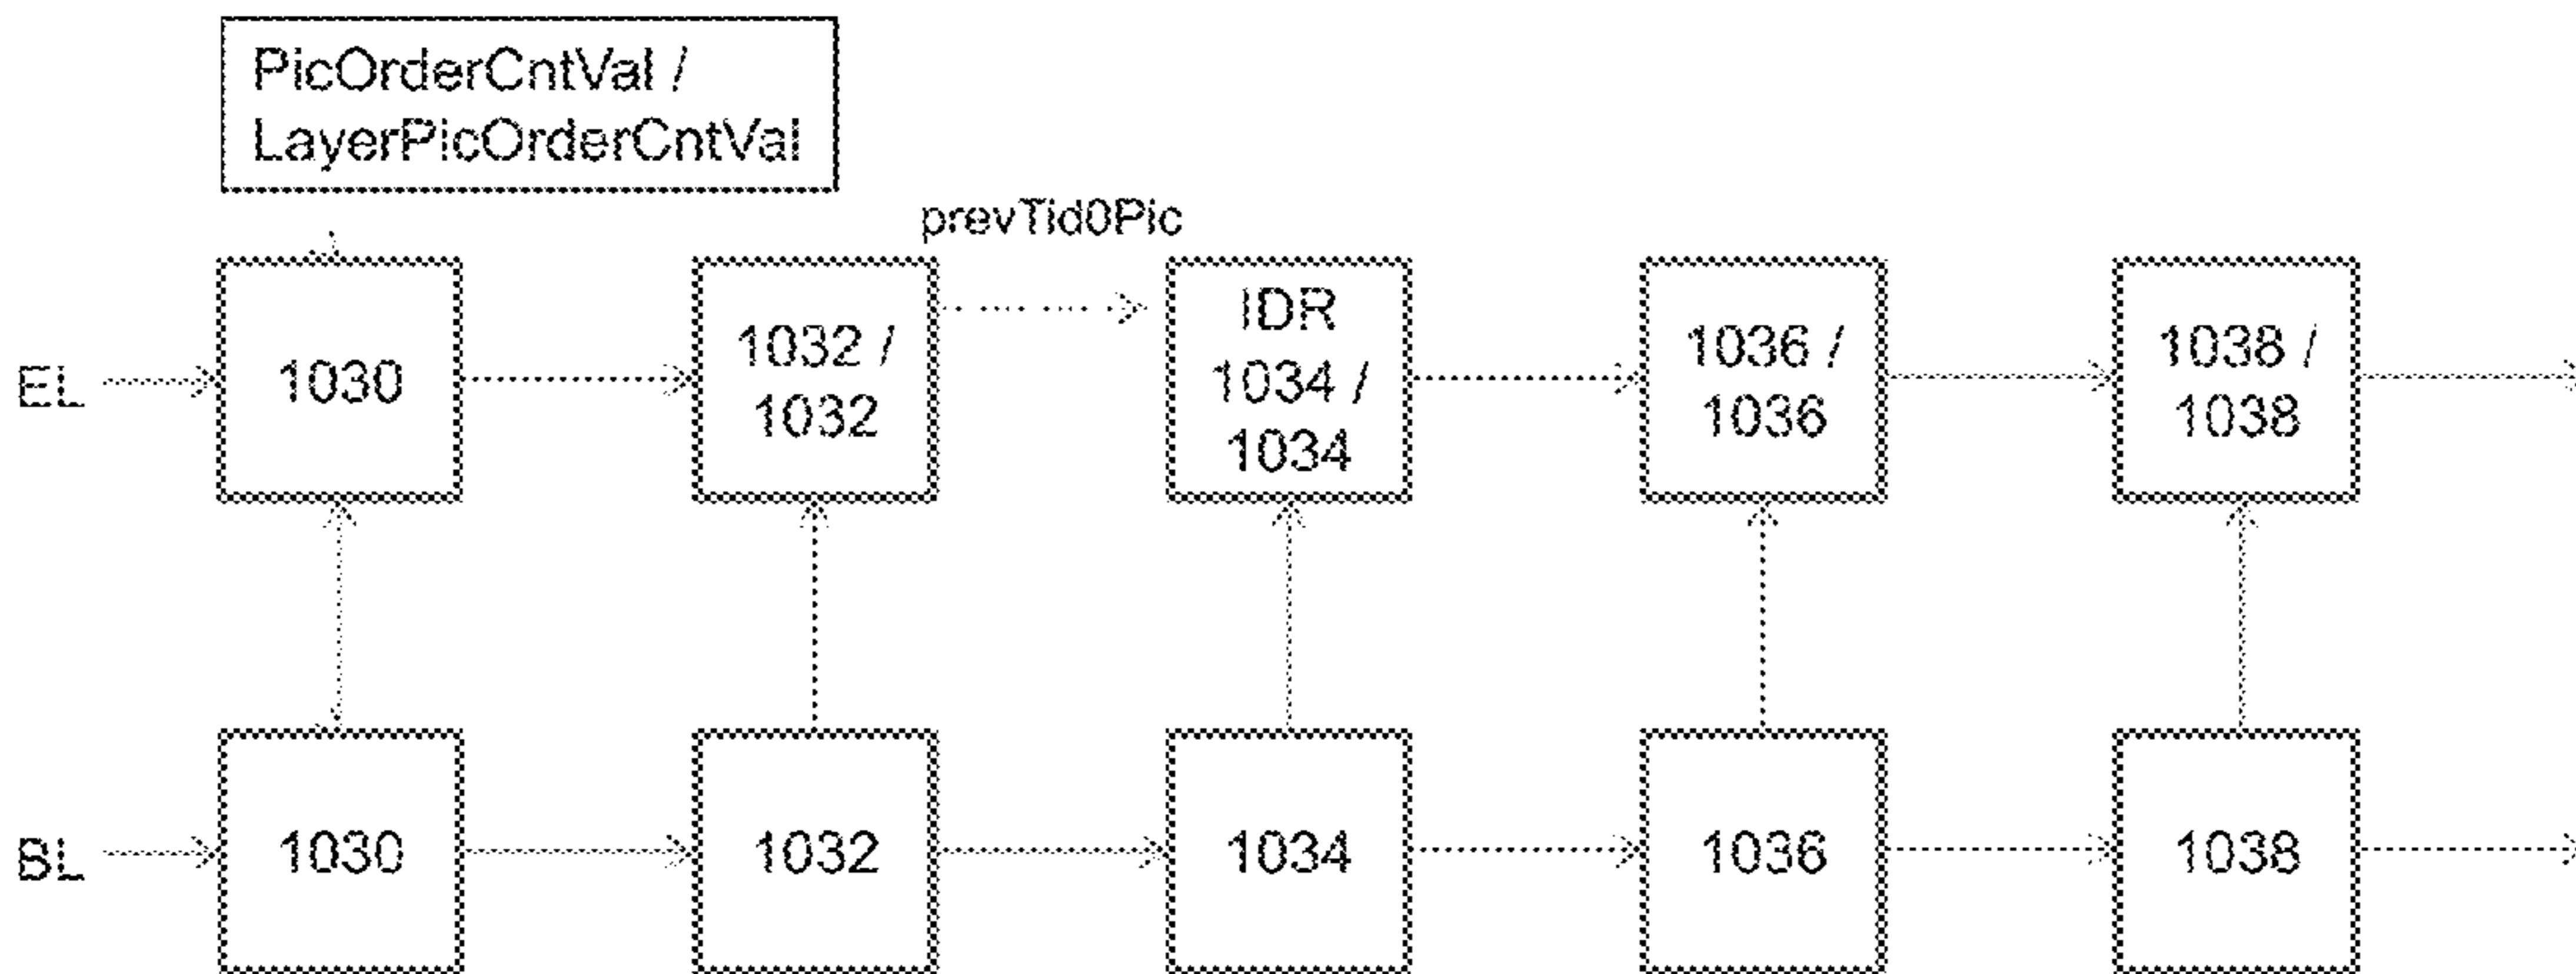 PicOrderCntVal /
LayerPicOrderCntVal
prevTid0Pic
EL
1030
1032 /
1032
IDR
1034 /
1034
1036 /
1036
1038 /
1038
BL
1030
1032
1034
1036
1038